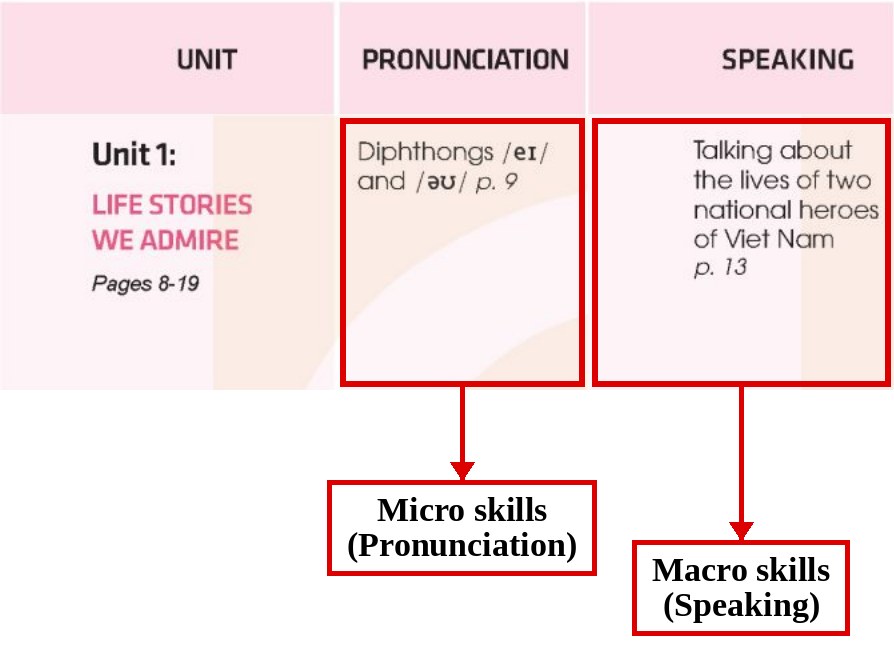 UNIT
PRONUNCIATION
SPEAKING
Unit 1:
LIFE STORIES
WE ADMIRE
Pages 8-19
Diphthongs /eɪ/
and /əʊ/ p. 9
Talking about
the lives of two
national heroes
of Viet Nam
p. 13
Micro skills
(Pronunciation)
Macro skills
(Speaking)